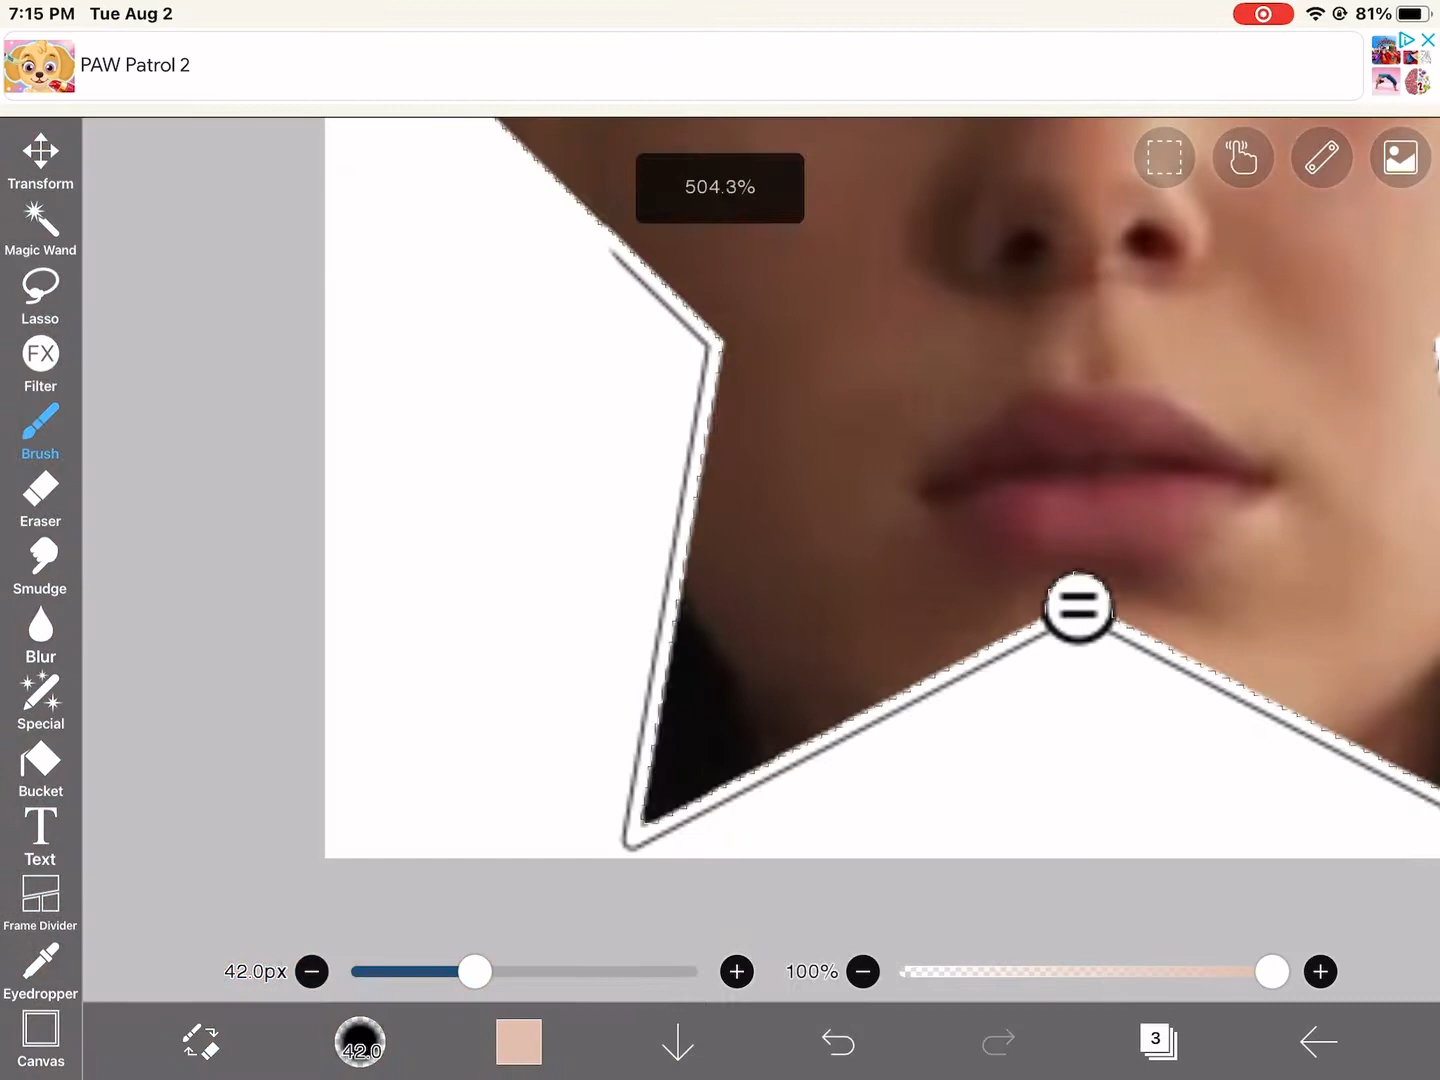 7:15 PM Tue Aug 2
81%
PAW Patrol 2
504.3%
Transform
Magic Wand
Lasso
FX
Filter
Brush
Eraser
Smudge
Blur
Special
Bucket
T
Text
Frame Divider
Eyedropper
Canvas
42.0px
100%
42.0
3